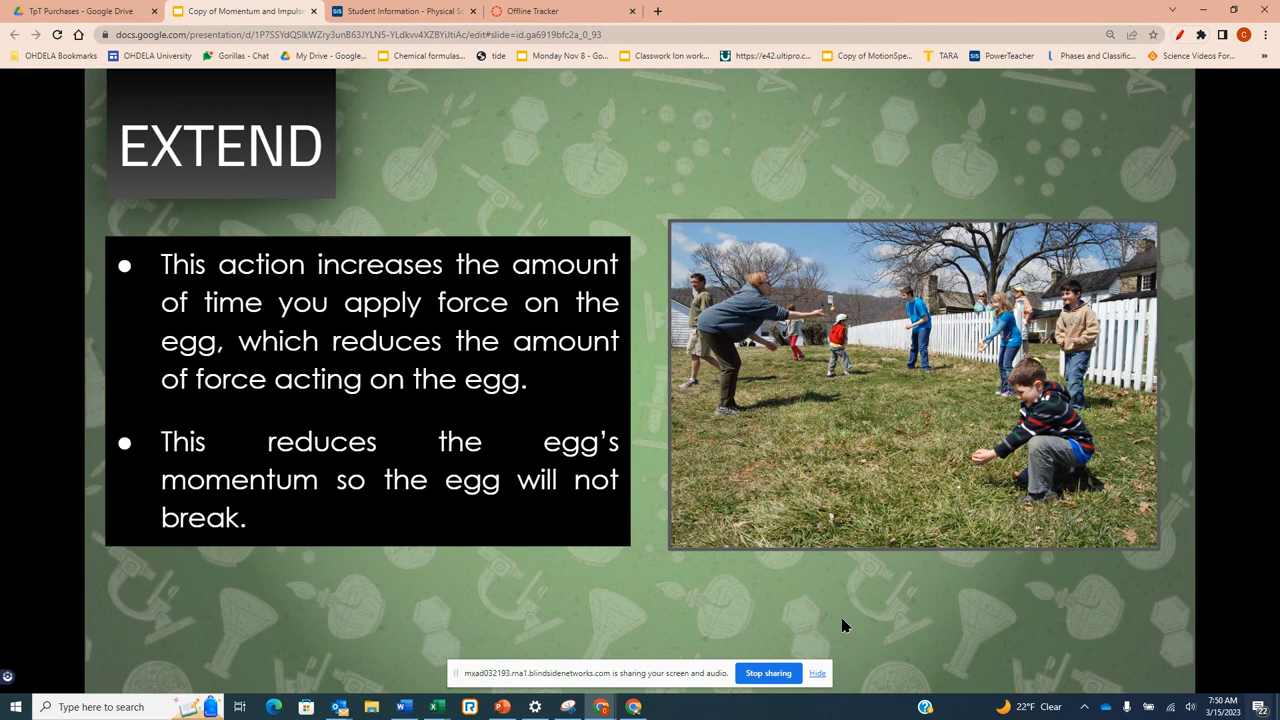 TpT Purchases - Google Drive
Copy of Momentum and Impulse
Student Information - Physical S
Offline Tracker
docs.google.com/presentation/d/1P7SSYdQSIkWZry3unB63JYLN5-YLdkvv4XZBYiJtiAc/edit#slide=id.ga6919bfc2a_0_93
OHDELA Bookmarks
OHDELA University
Gorillas - Chat
My Drive - Google...
Chemical formulas...
tide
Monday Nov 8 - Go...
Classwork Ion work...
https://e42.ultipro.c...
Copy of MotionSpe...
TARA
PowerTeacher
Phases and Classific...
Science Videos For...
EXTEND
● This action increases the amount
of time you apply force on the
egg, which reduces the amount
of force acting on the egg.
● This reduces the egg’s
momentum so the egg will not
break.
mxad032193.rna1.blindsidenetworks.com is sharing your screen and audio.
Stop sharing
Hide
Type here to search
22°F Clear
7:50 AM
3/15/2023